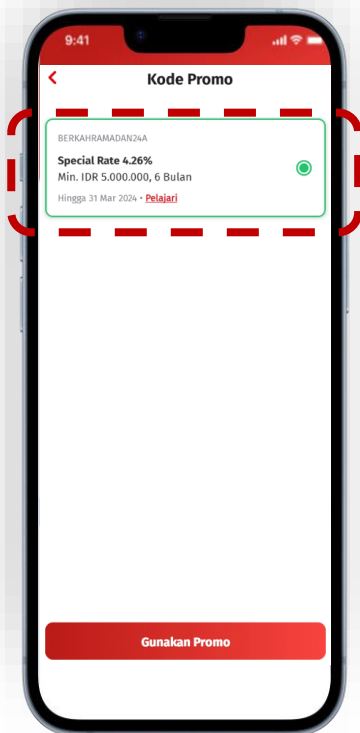 9:41
Kode Promo
BERKAHRAMADAN24A
Special Rate 4.26%
Min. IDR 5.000.000, 6 Bulan
Hingga 31 Mar 2024 • Pelajari
Gunakan Promo